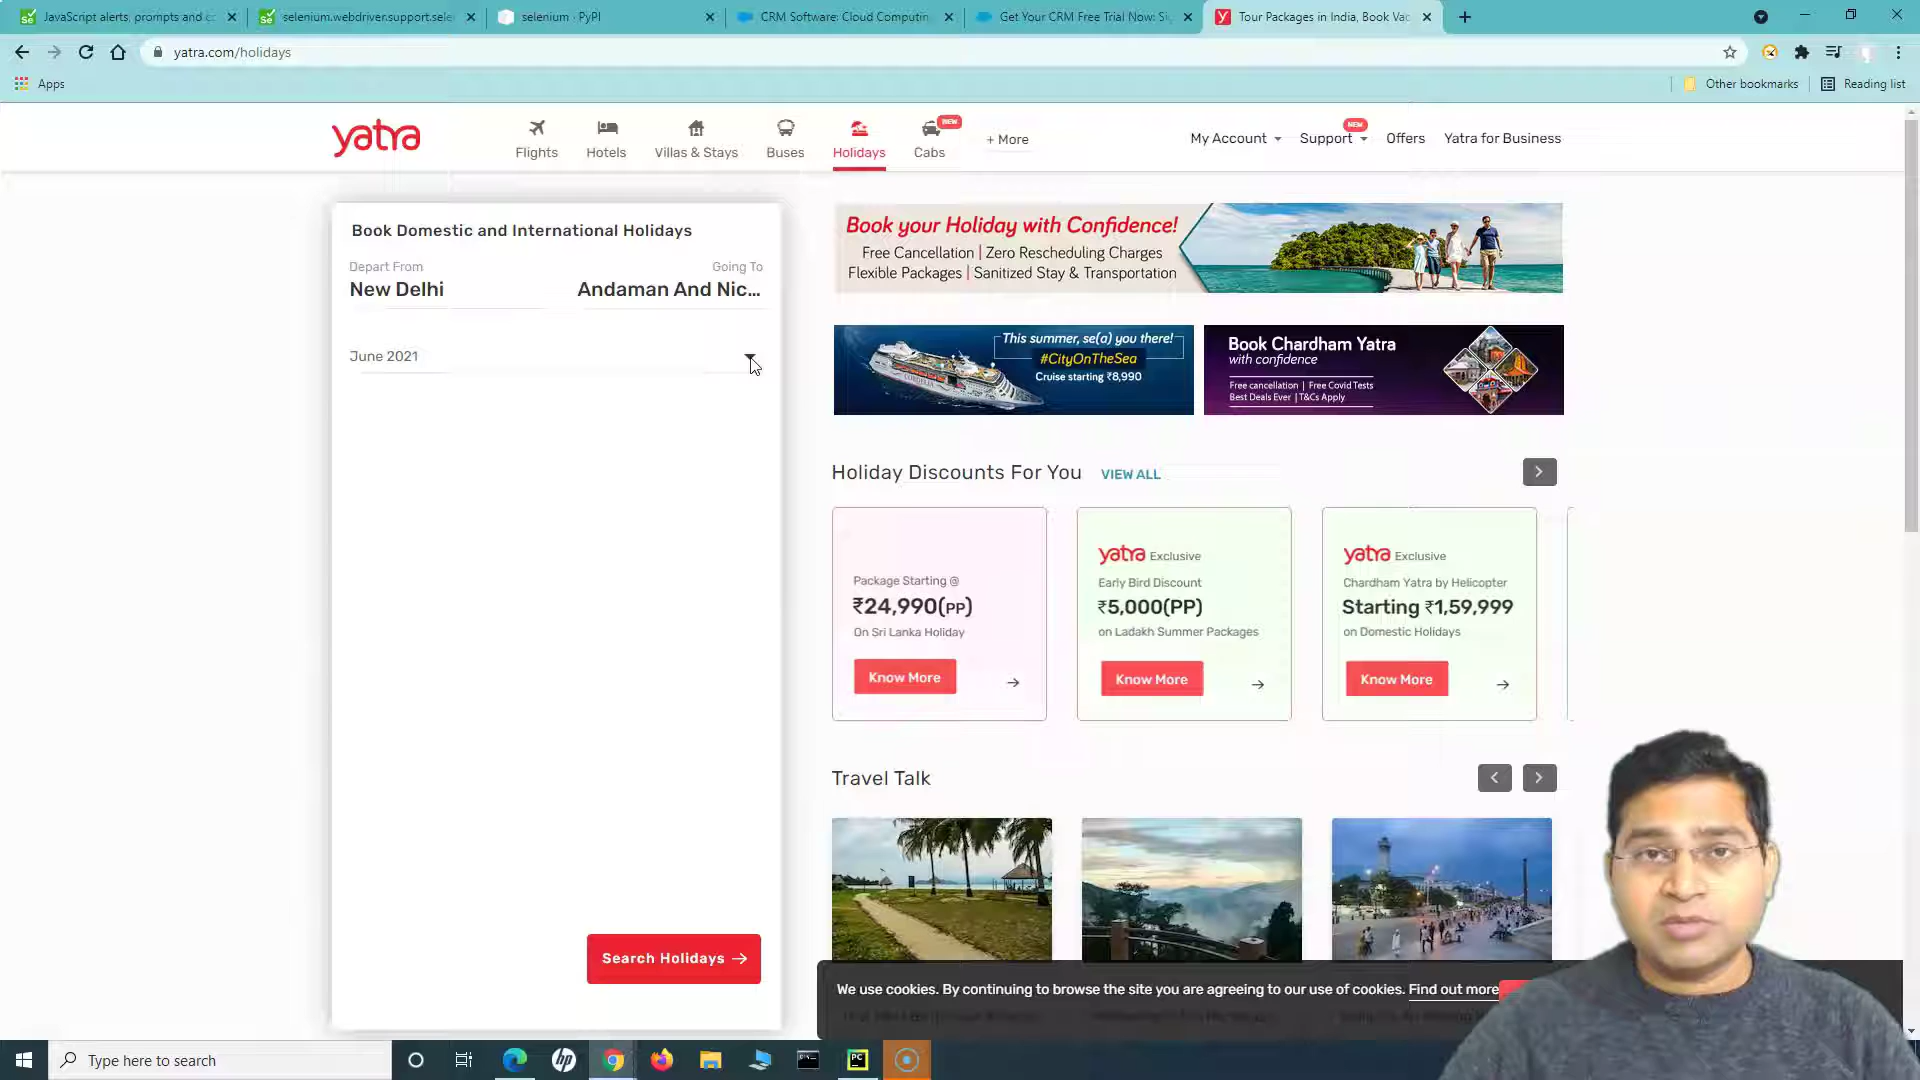 JavaScript alerts, prompts and cc
selenium.webdriver.support.sele
selenium · PyPI
CRM Software: Cloud Computin
Get Your CRM Free Trial Now: Si
Tour Packages in India, Book Vac
yatra.com/holidays
Apps
Other bookmarks
Reading list
yatra
Flights
Hotels
Villas & Stays
Buses
Holidays
NEW
Cabs
+ More
My Account
NEW
Support
Offers
Yatra for Business
Book Domestic and International Holidays
Depart From
Going To
New Delhi
Andaman And Nic...
June 2021
Search Holidays
Book your Holiday with Confidence!
Free Cancellation | Zero Rescheduling Charges
Flexible Packages | Sanitized Stay & Transportation
This summer, se(a) you there!
#CityOnTheSea
Cruise starting ₹8,990
CORDELIA
Book Chardham Yatra
with confidence
Free cancellation | Free Covid Tests
Best Deals Ever | T&Cs Apply
Holiday Discounts For You
VIEW ALL
Package Starting @
₹24,990(PP)
On Sri Lanka Holiday
Know More
yatra Exclusive
Early Bird Discount
₹5,000(PP)
on Ladakh Summer Packages
Know More
yatra Exclusive
Chardham Yatra by Helicopter
Starting ₹1,59,999
on Domestic Holidays
Know More
Travel Talk
We use cookies. By continuing to browse the site you are agreeing to our use of cookies. Find out more
Type here to search
hp
PC